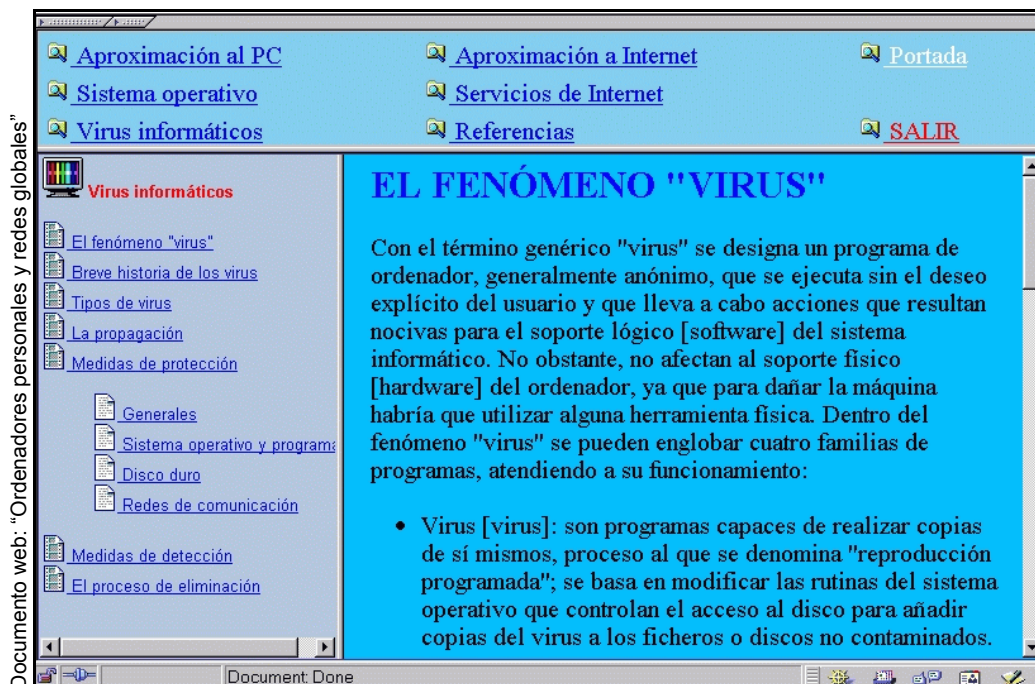 Documento web: "Ordenadores personales y redes globales"
Aproximación al PC
Aproximación a Internet
Portada
Sistema operativo
Servicios de Internet
Virus informáticos
Referencias
SALIR
Virus informáticos
El fenómeno "virus"
Breve historia de los virus
Tipos de virus
La propagación
Medidas de protección
Generales
Sistema operativo y programa
Disco duro
Redes de comunicación
Medidas de detección
El proceso de eliminación
EL FENÓMENO "VIRUS"
Con el término genérico "virus" se designa un programa de
ordenador, generalmente anónimo, que se ejecuta sin el deseo
explícito del usuario y que lleva a cabo acciones que resultan
nocivas para el soporte lógico [software] del sistema
informático. No obstante, no afectan al soporte físico
[hardware] del ordenador, ya que para dañar la máquina
habría que utilizar alguna herramienta física. Dentro del
fenómeno "virus" se pueden englobar cuatro familias de
programas, atendiendo a su funcionamiento:
• Virus [virus]: son programas capaces de realizar copias
de sí mismos, proceso al que se denomina "reproducción
programada"; se basa en modificar las rutinas del sistema
operativo que controlan el acceso al disco para añadir
copias del virus a los ficheros o discos no contaminados.
Document: Done